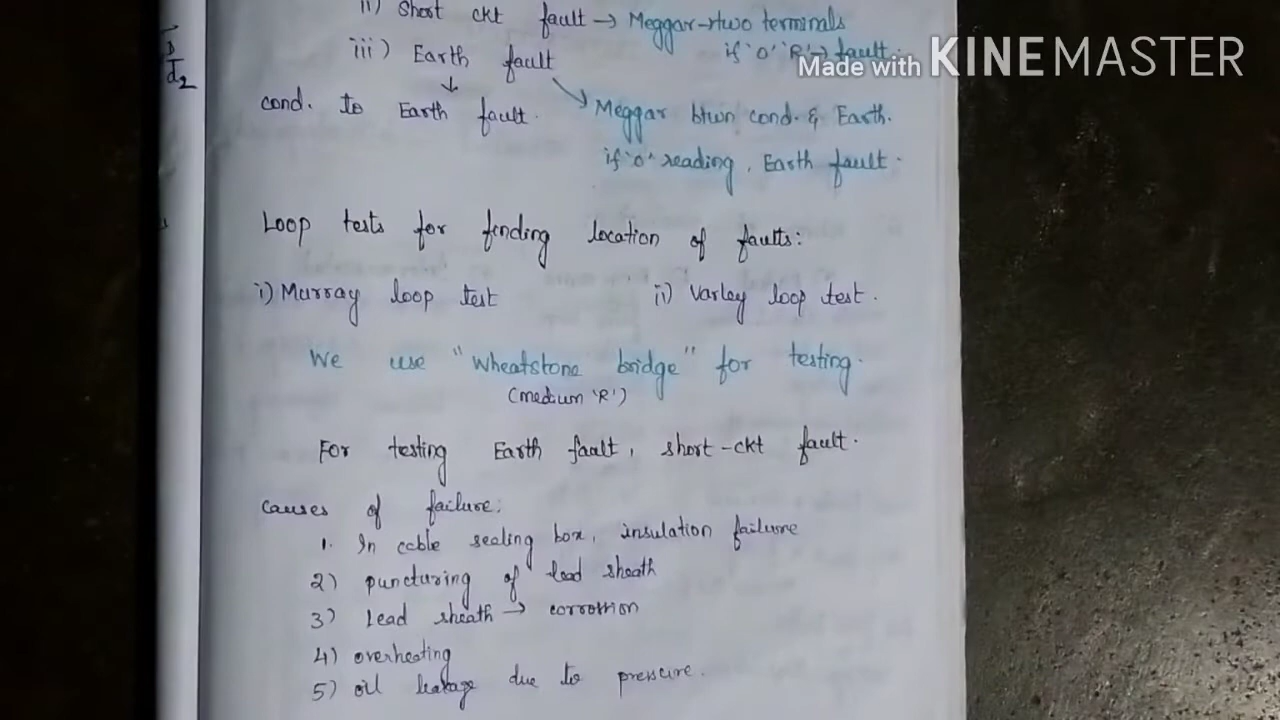 ii) Short ckt fault → Meggar→two terminals
if 'O' 'R'→ fault.
iii) Earth fault
Made with KINEMASTER
d2
cond. to Earth fault.
Meggar btwn cond. & Earth.
if 'o' reading, Earth fault.
Loop tests for finding location of faults:
i) Murray loop test
ii) Varley loop test.
We use "Wheatstone bridge" for testing.
(medium 'R')
For testing Earth fault, short-ckt fault.
causes of failure:
1. In cable sealing box, insulation failure
2) puncturing of lead sheath
3) Lead sheath → corrossion
4) overheating
5) oil leakage due to pressure.